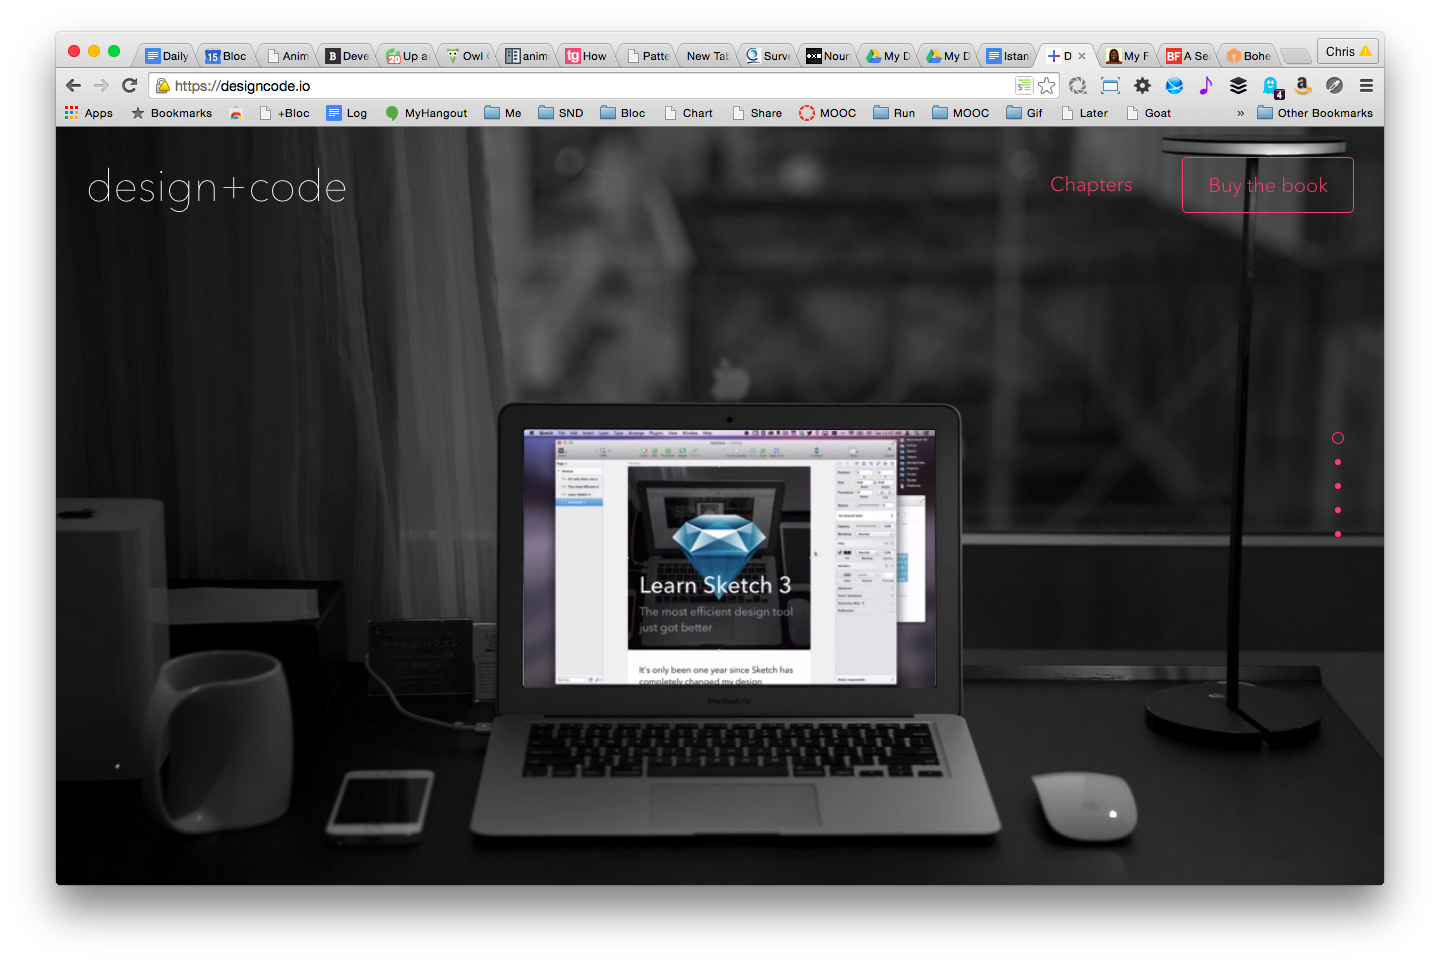 Daily
Bloc
Anim
Deve
Up a
Owl
anim
How
Patte
New Tab
Surv
Noun
My D
My D
Istan
D
My F
A Se
Bohe
Chris
https://designcode.io
Apps
Bookmarks
+Bloc
Log
MyHangout
Me
SND
Bloc
Chart
Share
MOOC
Run
MOOC
Gif
Later
Goat
»
Other Bookmarks
design+code
Chapters
Buy the book
Learn Sketch 3
The most efficient design tool
just got better
It's only been one year since Sketch has
completely changed my design
MacBook Air